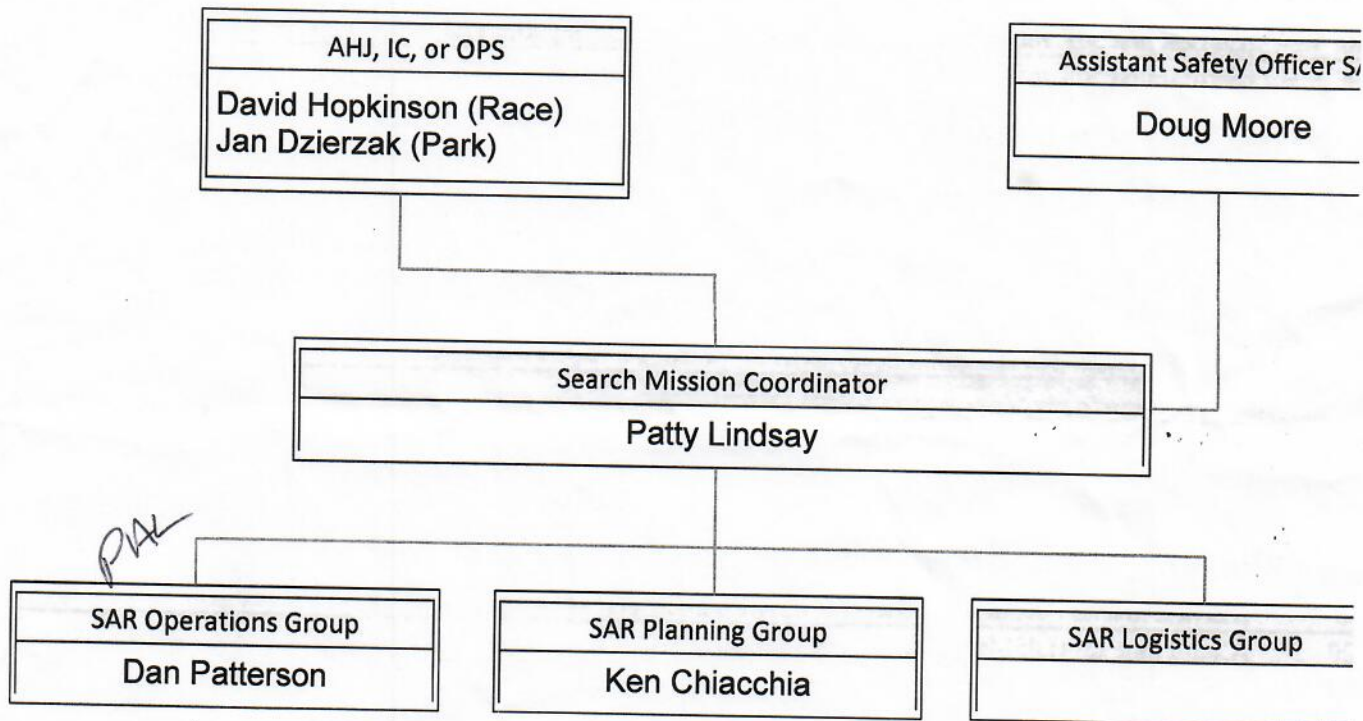 AHJ, IC, or OPS
David Hopkinson (Race)
Jan Dzierzak (Park)
Assistant Safety Officer
Doug Moore
Search Mission Coordinator
Patty Lindsay
SAR Operations Group
Dan Patterson
SAR Planning Group
Ken Chiacchia
SAR Logistics Group